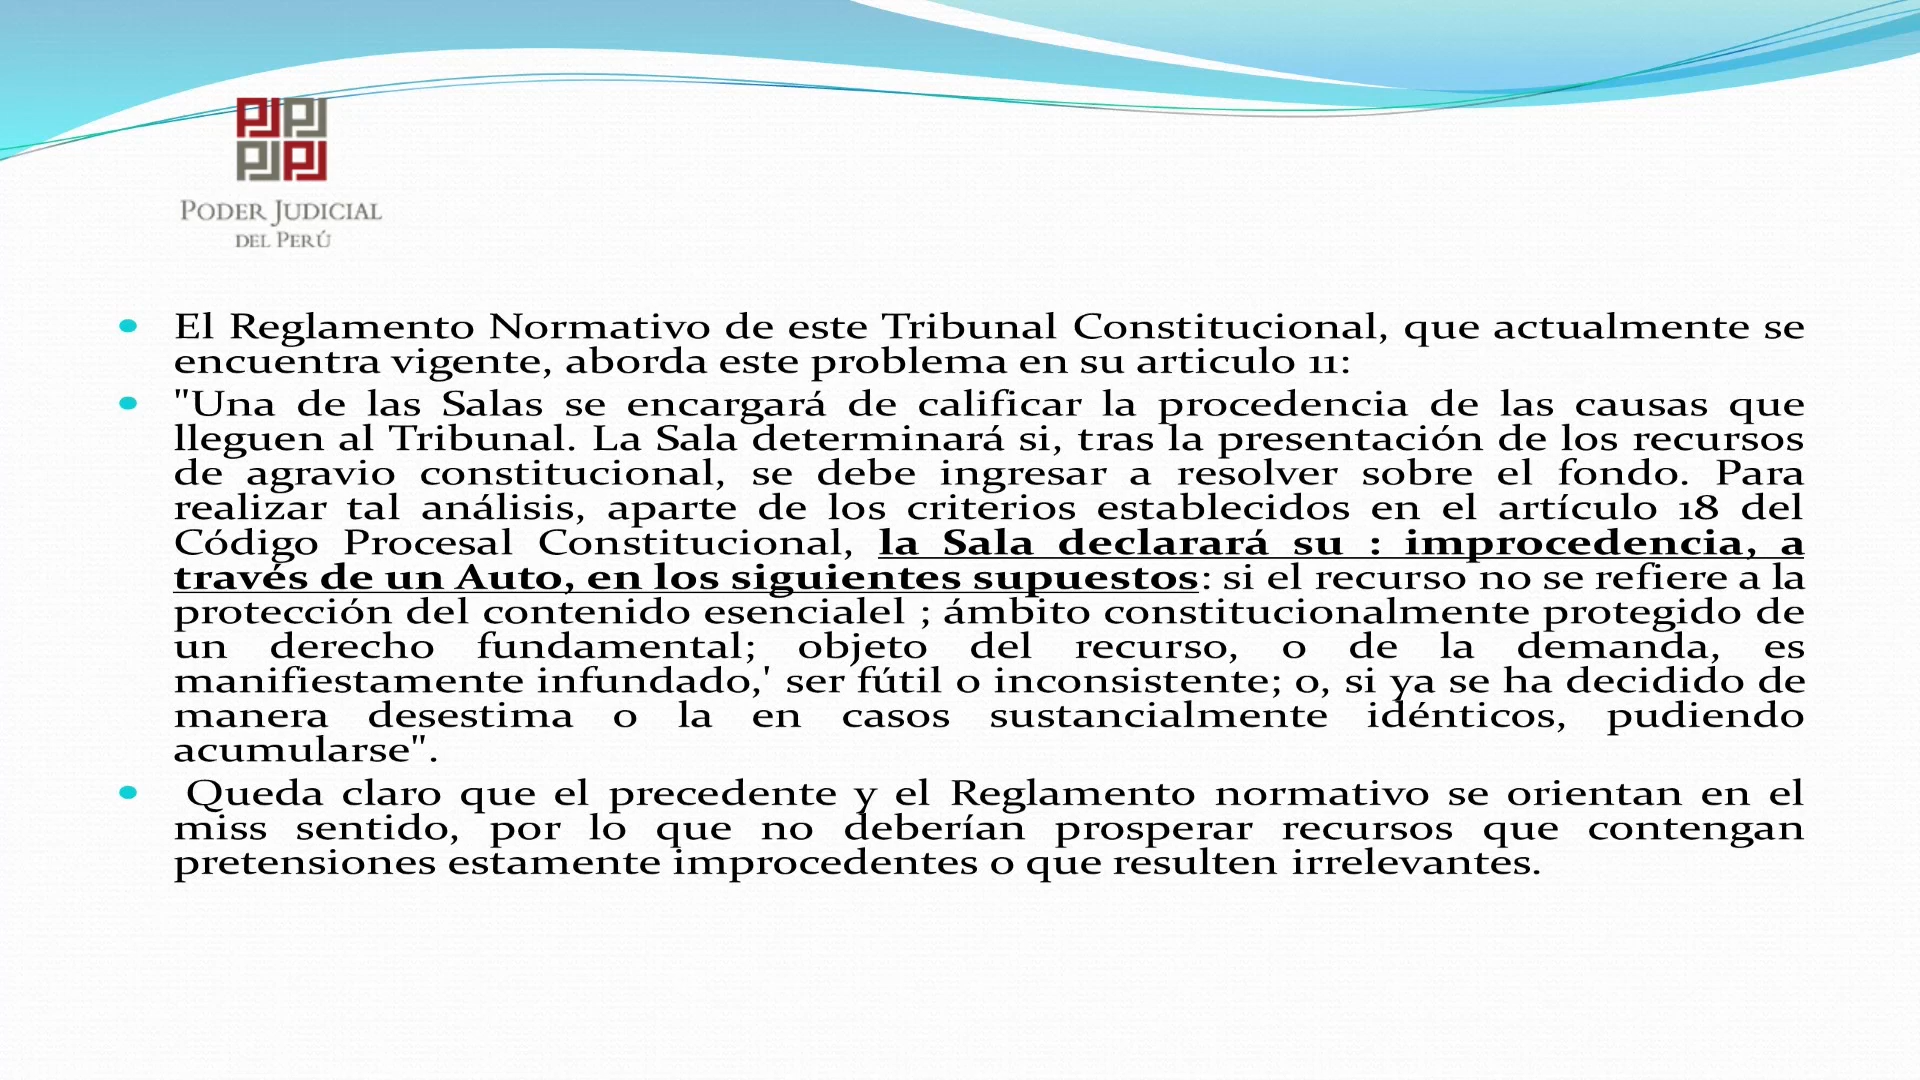 PODER JUDICIAL
DEL PERÚ
• El Reglamento Normativo de este Tribunal Constitucional, que actualmente se
encuentra vigente, aborda este problema en su articulo 11:
• "Una de las Salas se encargará de calificar la procedencia de las causas que
lleguen al Tribunal. La Sala determinará si, tras la presentación de los recursos
de agravio constitucional, se debe ingresar a resolver sobre el fondo. Para
realizar tal análisis, aparte de los criterios establecidos en el artículo 18 del
Código Procesal Constitucional, la Sala declarará su : improcedencia, a
través de un Auto, en los siguientes supuestos: si el recurso no se refiere a la
protección del contenido esencialel ; ámbito constitucionalmente protegido de
un derecho fundamental; objeto del recurso, o de la demanda, es
manifiestamente infundado,' ser fútil o inconsistente; o, si ya se ha decidido de
manera desestima o la en casos sustancialmente idénticos, pudiendo
acumularse".
• Queda claro que el precedente y el Reglamento normativo se orientan en el
miss sentido, por lo que no deberían prosperar recursos que contengan
pretensiones estamente improcedentes o que resulten irrelevantes.